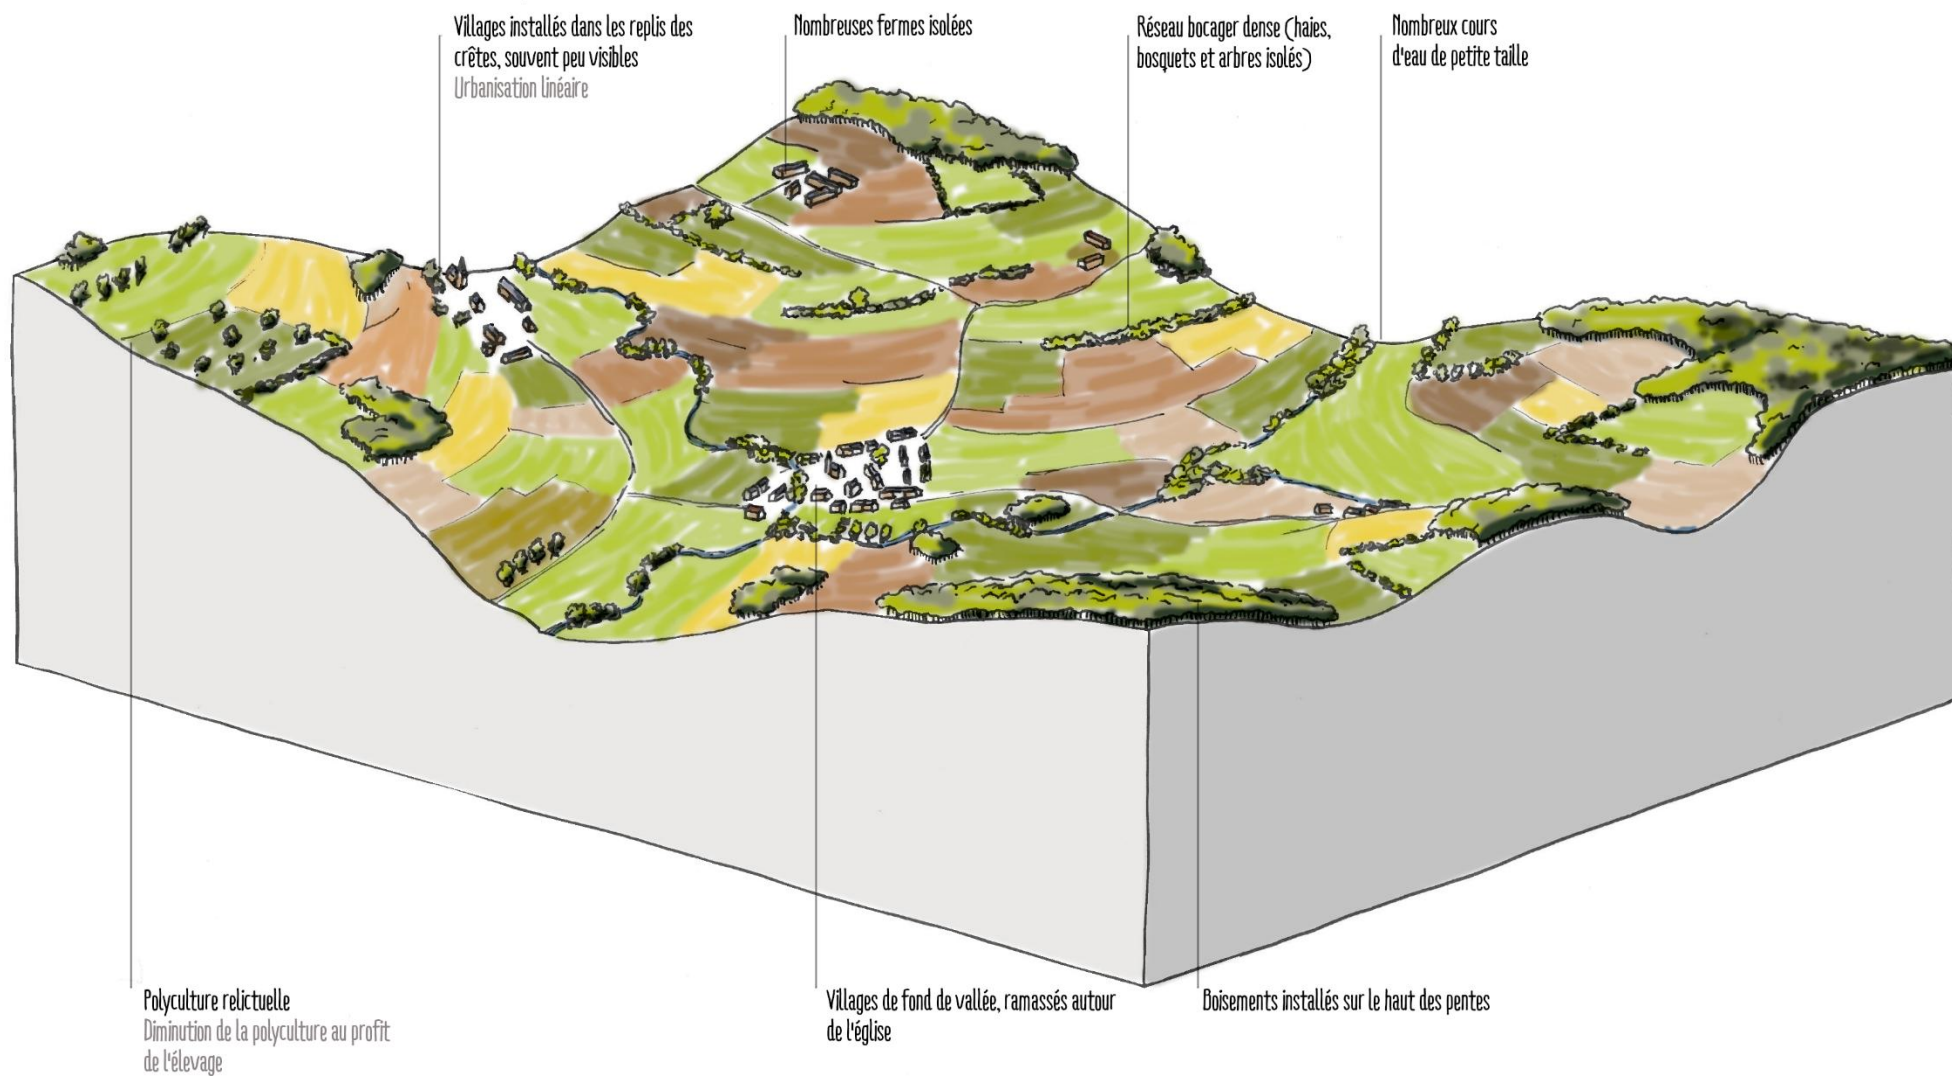 Villages installés dans les replis des
crêtes, souvent peu visibles
Urbanisation linéaire
Nombreuses fermes isolées
Réseau bocager dense (haies,
bosquets et arbres isolés)
Nombreux cours
d'eau de petite taille
Polyculture relictuelle
Diminution de la polyculture au profit
de l'élevage
Villages de fond de vallée, ramassés autour
de l'église
Boisements installés sur le haut des pentes